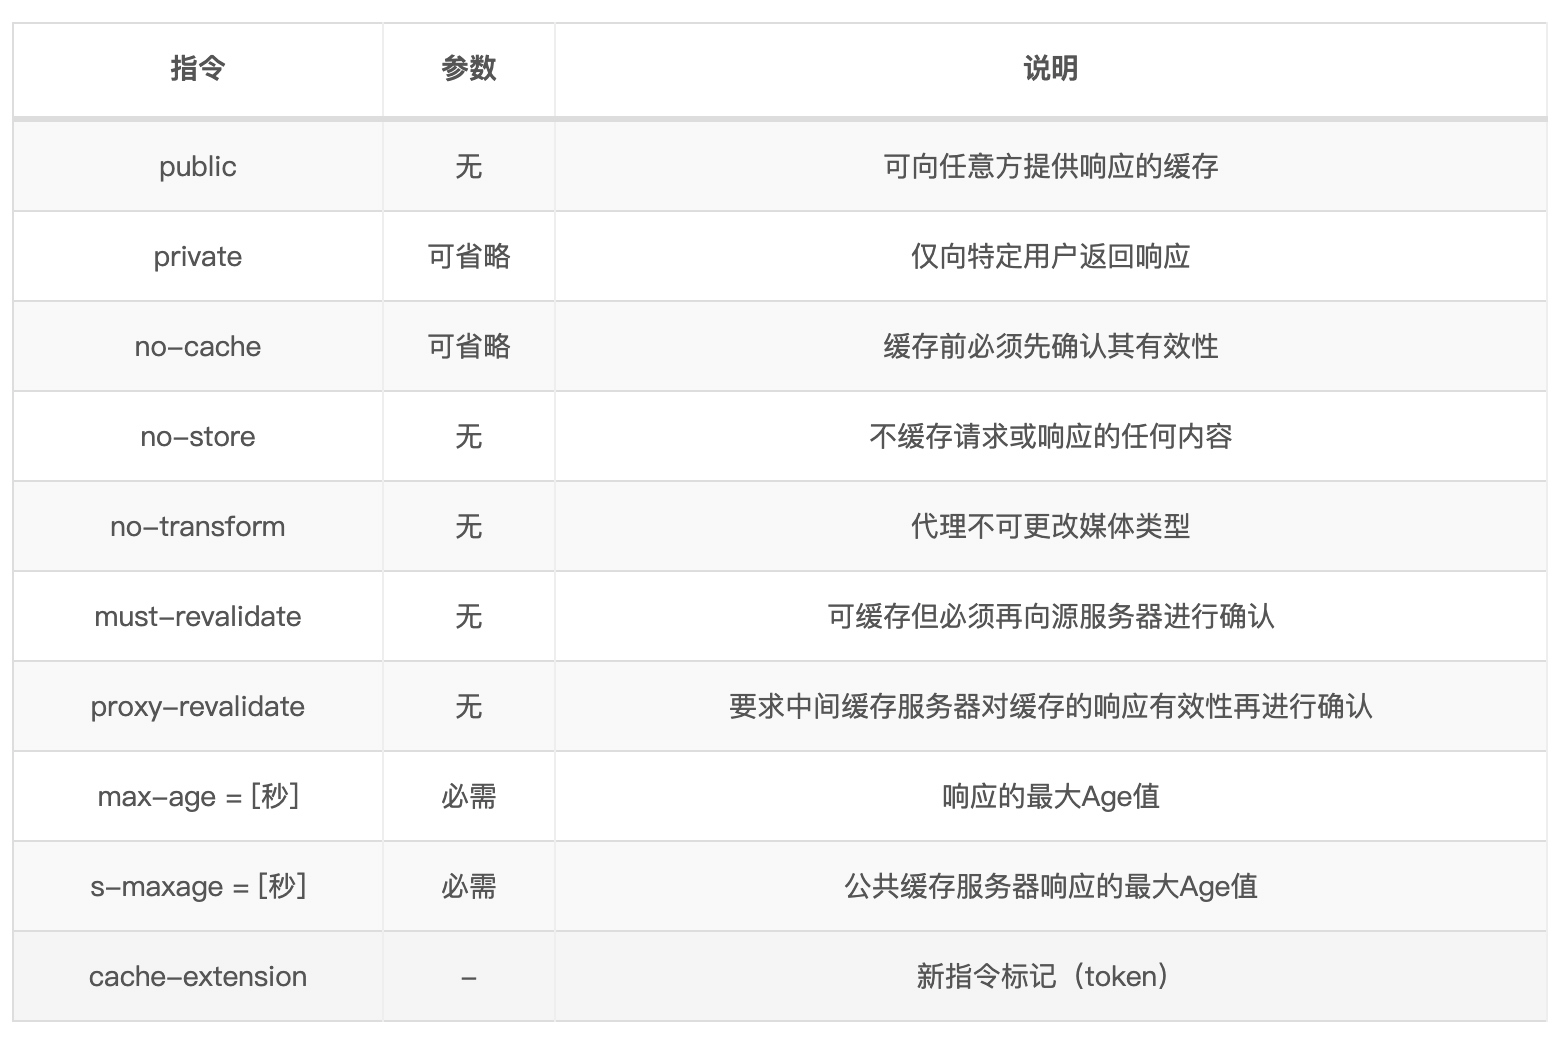 指令 参数 说明
public 无 可向任意方提供响应的缓存
private 可省略 仅向特定用户返回响应
no-cache 可省略 缓存前必须先确认其有效性
no-store 无 不缓存请求或响应的任何内容
no-transform 无 代理不可更改媒体类型
must-revalidate 无 可缓存但必须再向源服务器进行确认
proxy-revalidate 无 要求中间缓存服务器对缓存的响应有效性再进行确认
max-age = [秒] 必需 响应的最大Age值
s-maxage = [秒] 必需 公共缓存服务器响应的最大Age值
cache-extension - 新指令标记（token）